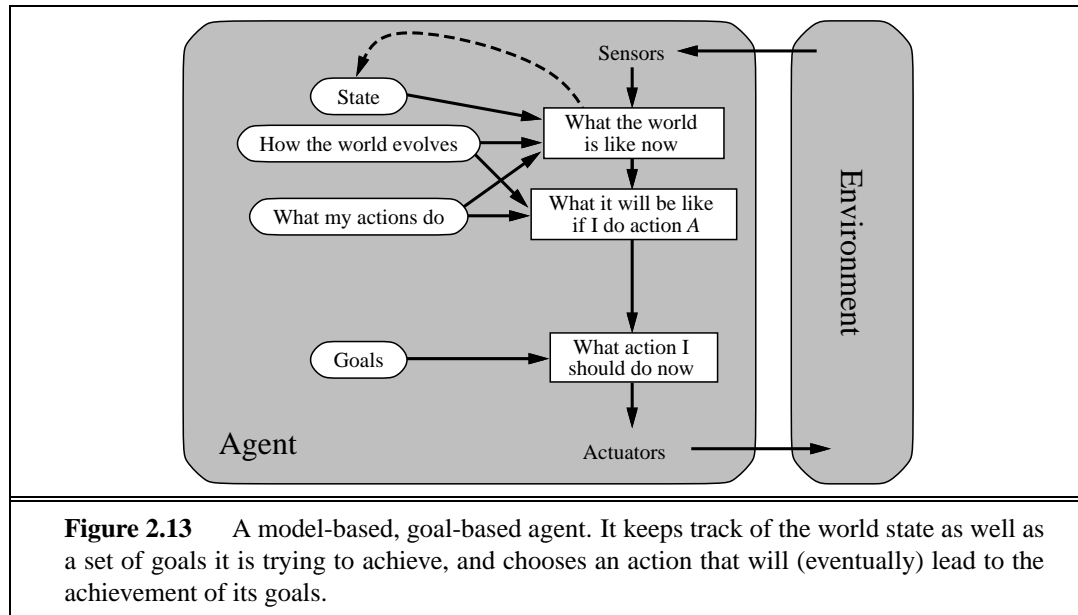 Sensors
State
What the world
is like now
How the world evolves
What it will be like
if I do action A
What my actions do
Environment
What action I
should do now
Goals
Agent
Actuators
Figure 2.13 A model-based, goal-based agent. It keeps track of the world state as well as
a set of goals it is trying to achieve, and chooses an action that will (eventually) lead to the
achievement of its goals.